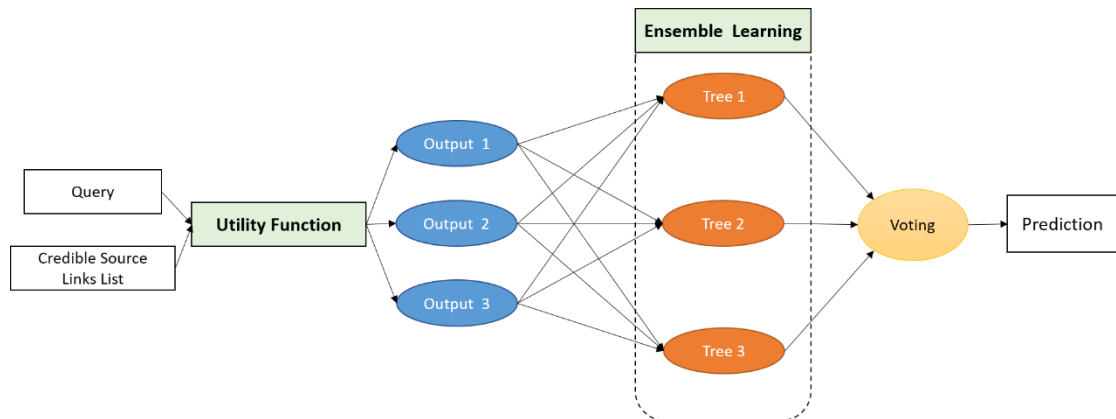 Query
Credible Source
Links List
Utility Function
Output 1
Output 2
Output 3
Ensemble Learning
Tree 1
Tree 2
Tree 3
Voting
Prediction